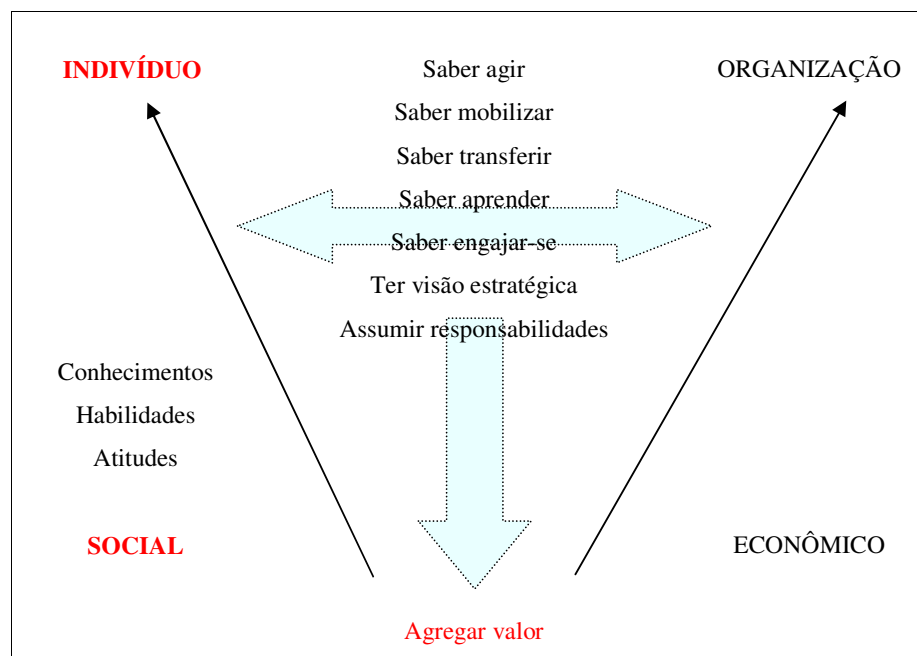 INDIVÍDUO
Saber agir
ORGANIZAÇÃO
Saber mobilizar
Saber transferir
Saber aprender
Saber engajar-se
Ter visão estratégica
Assumir responsabilidades
Conhecimentos
Habilidades
Atitudes
SOCIAL
ECONÔMICO
Agregar valor